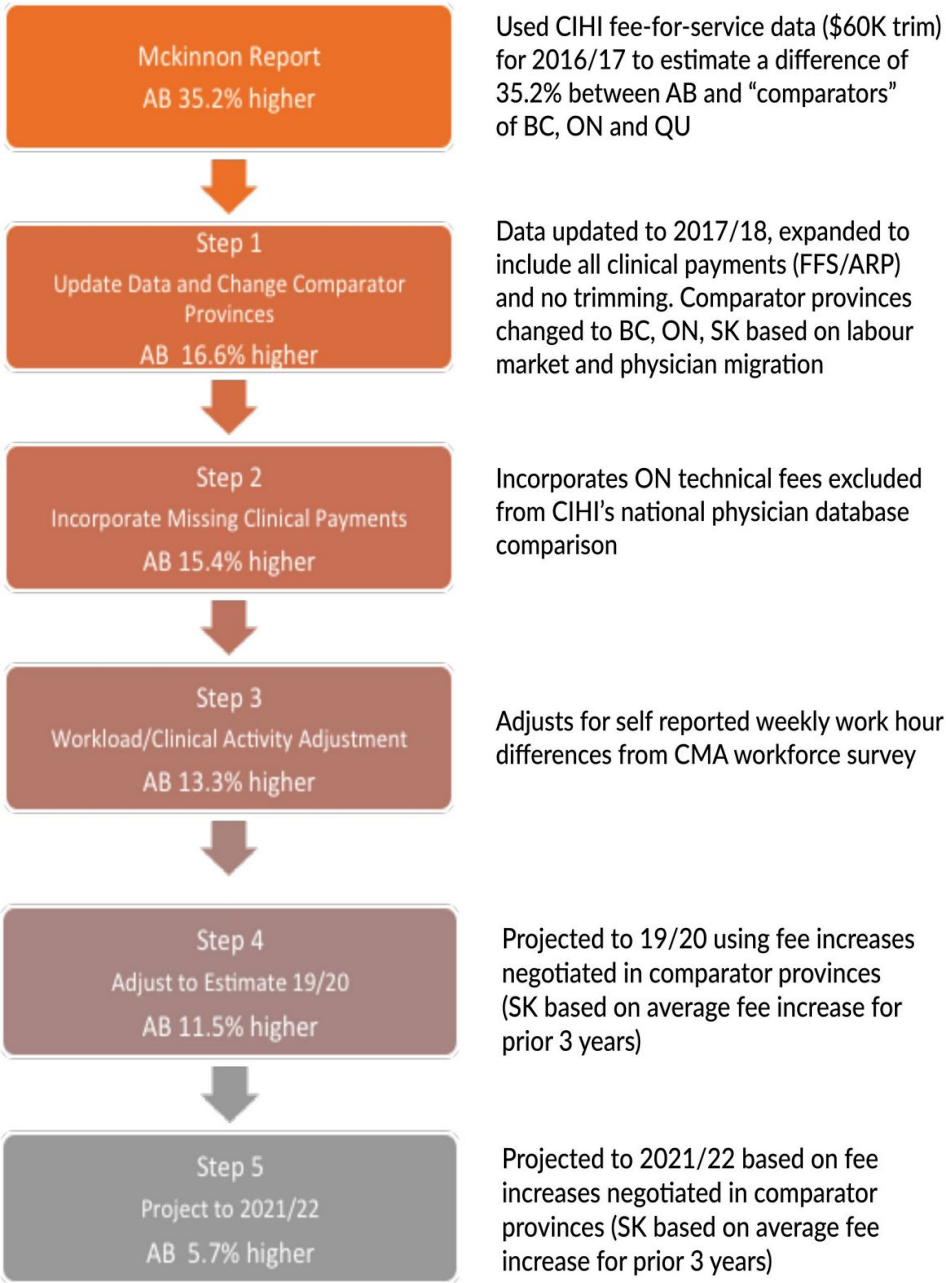 Mckinnon Report
AB 35.2% higher
Used CIHI fee-for-service data ($60K trim)
for 2016/17 to estimate a difference of
35.2% between AB and “comparators”
of BC, ON and QU
Step 1
Update Data and Change Comparator
Provinces
AB 16.6% higher
Data updated to 2017/18, expanded to
include all clinical payments (FFS/ARP)
and no trimming. Comparator provinces
changed to BC, ON, SK based on labour
market and physician migration
Step 2
Incorporate Missing Clinical Payments
AB 15.4% higher
Incorporates ON technical fees excluded
from CIHI’s national physician database
comparison
Step 3
Workload/Clinical Activity Adjustment
AB 13.3% higher
Adjusts for self reported weekly work hour
differences from CMA workforce survey
Step 4
Adjust to Estimate 19/20
AB 11.5% higher
Projected to 19/20 using fee increases
negotiated in comparator provinces
(SK based on average fee increase for
prior 3 years)
Step 5
Project to 2021/22
AB 5.7% higher
Projected to 2021/22 based on fee
increases negotiated in comparator
provinces (SK based on average fee
increase for prior 3 years)